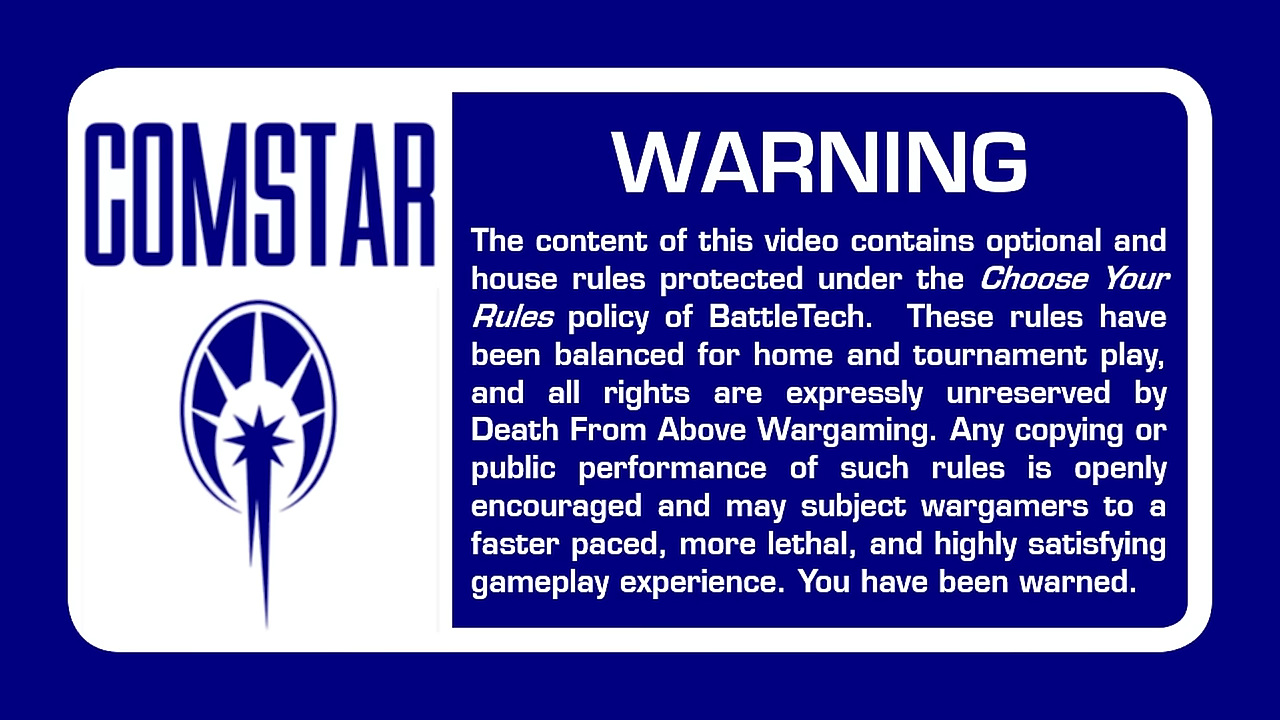 COMSTAR
WARNING
The content of this video contains optional and
house rules protected under the Choose Your
Rules policy of BattleTech.  These rules have
been balanced for home and tournament play,
and all rights are expressly unreserved by
Death From Above Wargaming. Any copying or
public performance of such rules is openly
encouraged and may subject wargamers to a
faster paced, more lethal, and highly satisfying
gameplay experience. You have been warned.